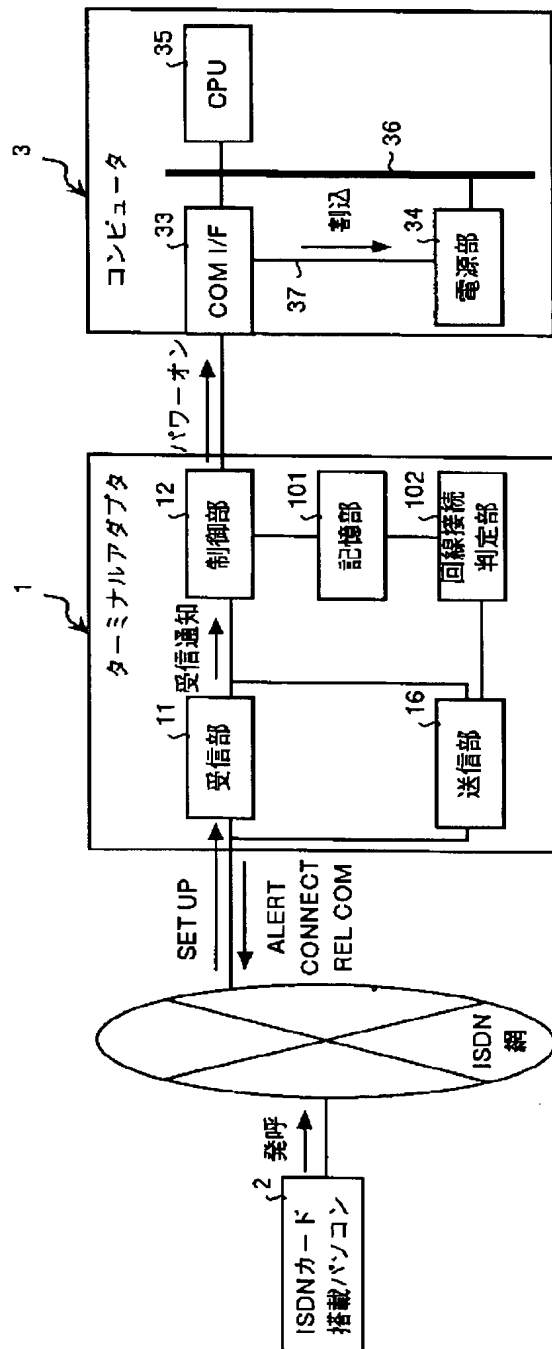 2
ISDNカード
搭載パソコン
発呼
ISDN
網
SET UP
ALERT
CONNECT
REL COM
1
ターミナルアダプタ
11
受信部
受信通知
12
制御部
101
記憶部
102
回線接続
判定部
16
送信部
パワーオン
3
コンピュータ
33
COM I/F
35
CPU
36
割込
37
34
電源部